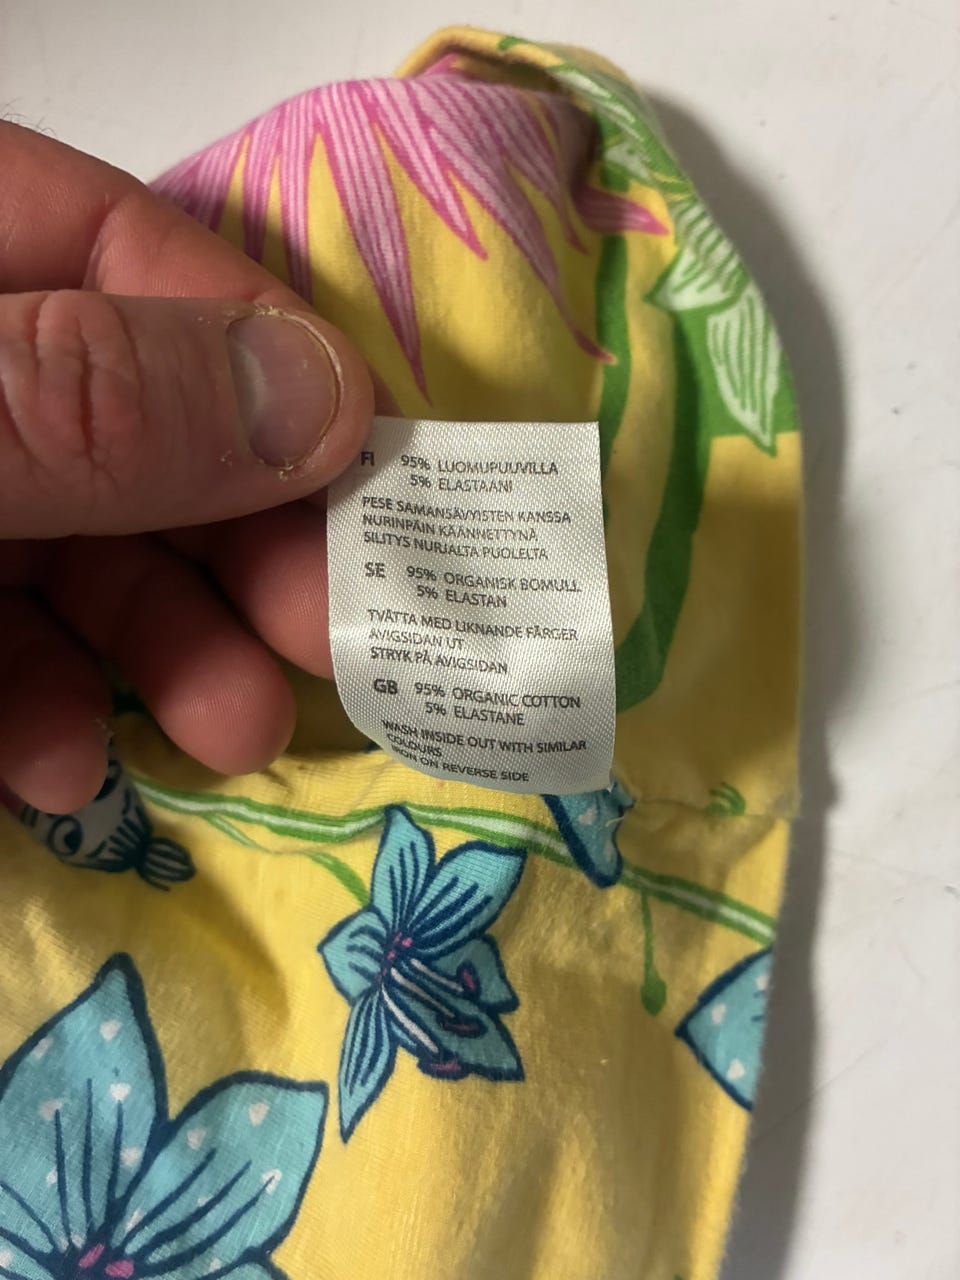 FI 95% LUOMUPUUVILLA
5% ELASTAANI
PESE SAMANSÄVYISTEN KANSSA
NURINPÄIN KÄÄNNETTYNÄ
SILITYS NURJALTA PUOLELTA
SE 95% ORGANISK BOMULL
5% ELASTAN
TVÄTTA MED LIKNANDE FÄRGER
AVIGSIDAN UT
STRYK PÅ AVIGSIDAN
GB 95% ORGANIC COTTON
5% ELASTANE
WASH INSIDE OUT WITH SIMILAR
COLOURS
IRON ON REVERSE SIDE